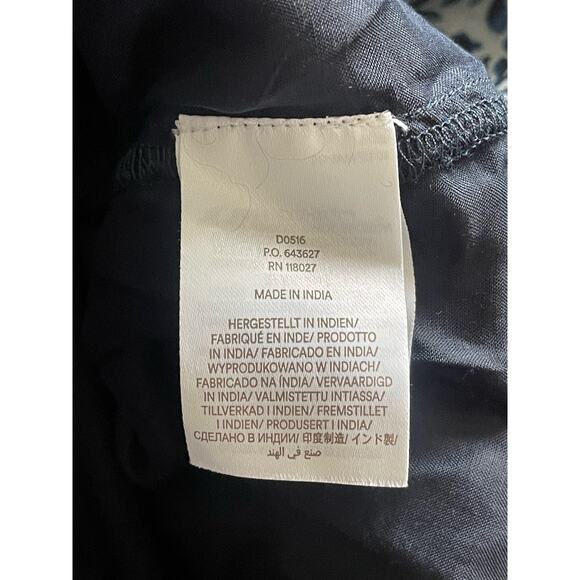 D0516
P.O. 643627
RN 118027
MADE IN INDIA
HERGESTELLT IN INDIEN/
FABRIQUÉ EN INDE/ PRODOTTO
IN INDIA/ FABRICADO EN INDIA/
WYPRODUKOWANO W INDIACH/
FABRICADO NA ÍNDIA/ VERVAARDIGD
IN INDIA/ VALMISTETTU INTIASSA/
TILLVERKAD I INDIEN/ FREMSTILLET
I INDIEN/ PRODUSERT I INDIA/
СДЕЛАНО В ИНДИИ/ 印度制造/ インド製/
صنع في الهند